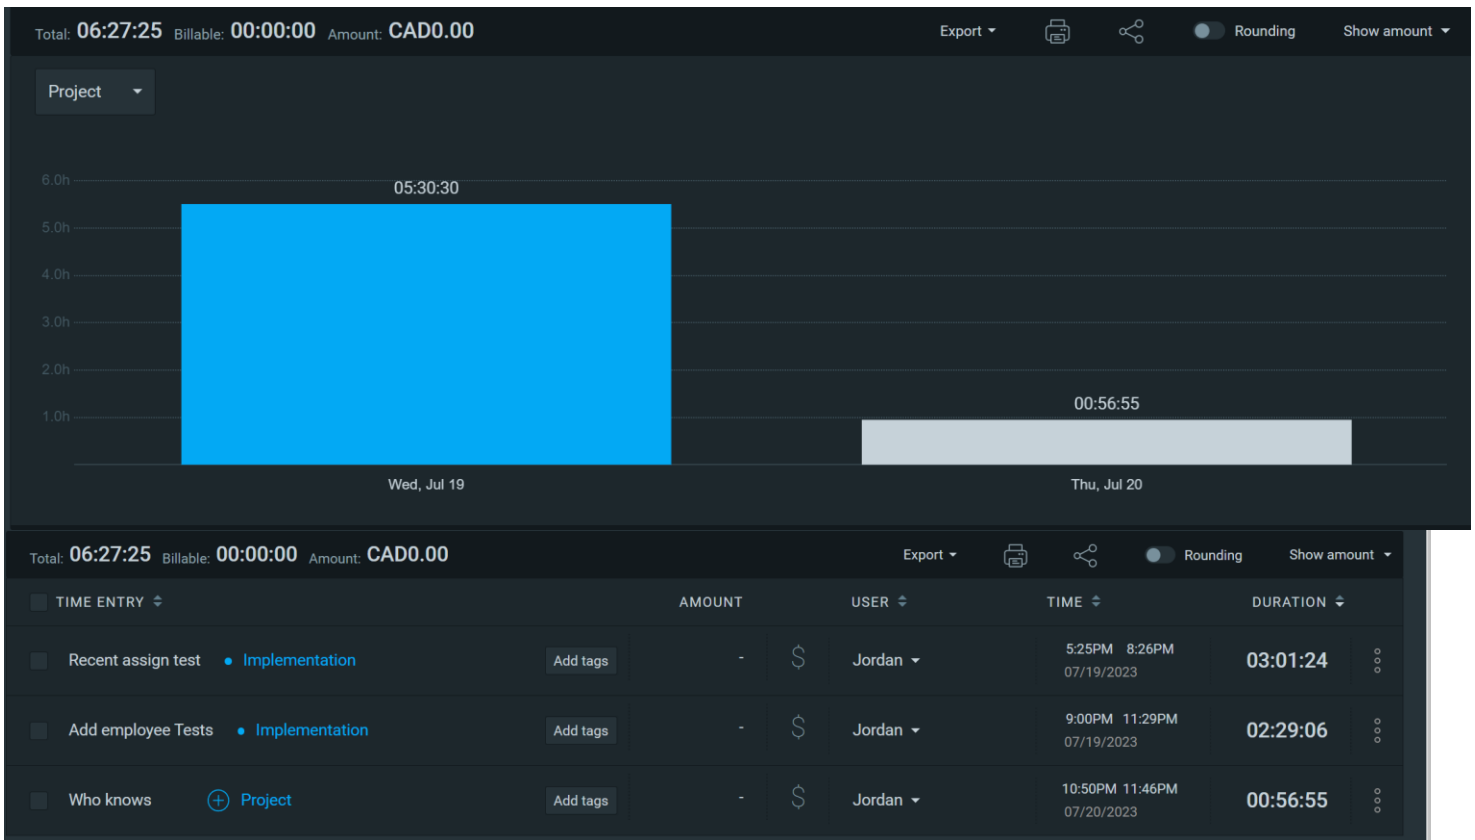 Total: 06:27:25 Billable: 00:00:00 Amount: CAD0.00 Export Rounding Show amount
Project
6.0h
05:30:30
5.0h
4.0h
3.0h
2.0h
00:56:55
1.0h
Wed, Jul 19 Thu, Jul 20
Total: 06:27:25 Billable: 00:00:00 Amount: CAD0.00 Export Rounding Show amount
TIME ENTRY AMOUNT USER TIME DURATION
Recent assign test • Implementation Add tags - $ Jordan 5:25PM 8:26PM 03:01:24
07/19/2023
Add employee Tests • Implementation Add tags - $ Jordan 9:00PM 11:29PM 02:29:06
07/19/2023
Who knows Project Add tags - $ Jordan 10:50PM 11:46PM 00:56:55
07/20/2023